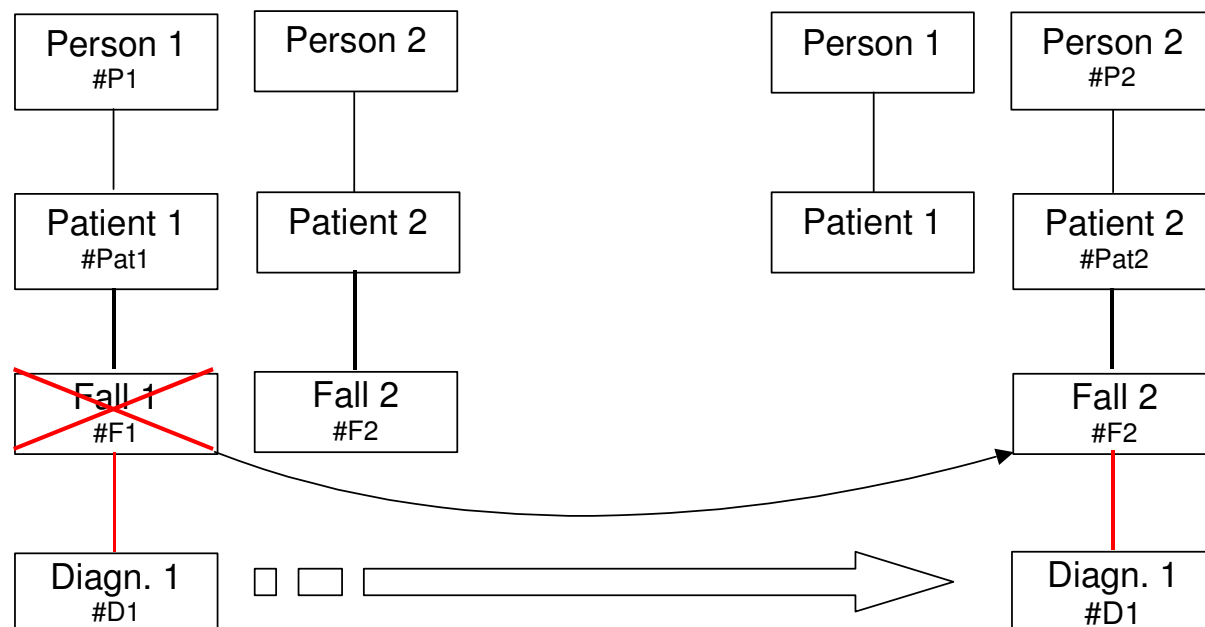 Person 1
#P1
Person 2
Person 1
Person 2
#P2
Patient 1
#Pat1
Patient 2
Patient 1
Patient 2
#Pat2
Fall 1
#F1
Fall 2
#F2
Fall 2
#F2
Diagn. 1
#D1
Diagn. 1
#D1